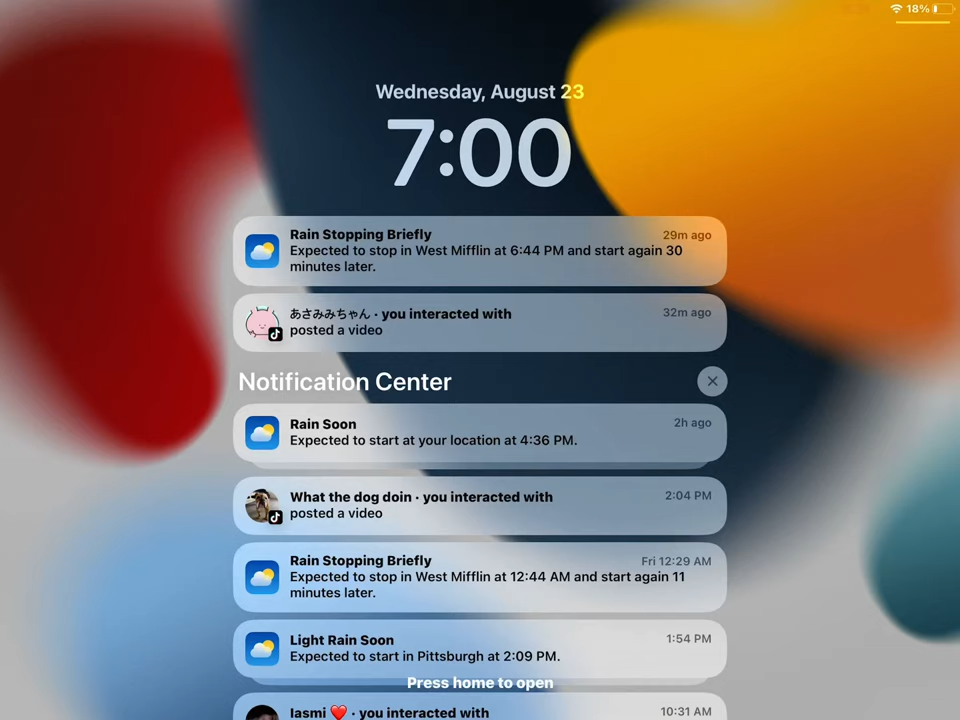 18%
Wednesday, August 23
7:00
Rain Stopping Briefly
29m ago
Expected to stop in West Mifflin at 6:44 PM and start again 30
minutes later.
あさみみちゃん · you interacted with
32m ago
posted a video
Notification Center
Rain Soon
2h ago
Expected to start at your location at 4:36 PM.
What the dog doin · you interacted with
2:04 PM
posted a video
Rain Stopping Briefly
Fri 12:29 AM
Expected to stop in West Mifflin at 12:44 AM and start again 11
minutes later.
Light Rain Soon
1:54 PM
Expected to start in Pittsburgh at 2:09 PM.
Press home to open
Iasmi ❤️ · you interacted with
10:31 AM